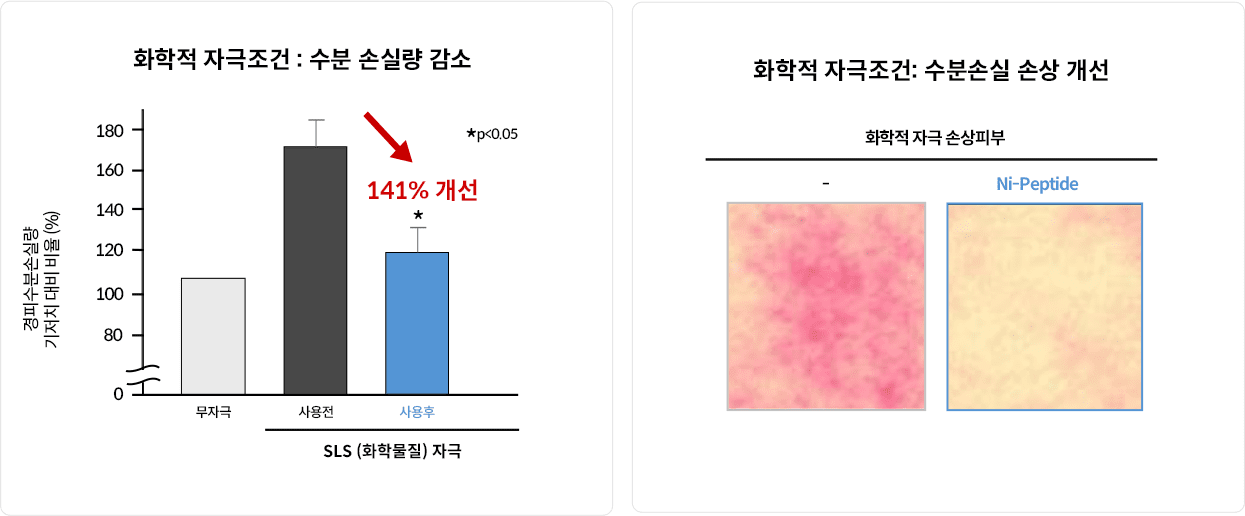 화학적 자극조건 : 수분 손실량 감소
180
160
140
120
100
80
0
경피수분손실량
기저치 대비 비율 (%)
*p<0.05
141% 개선
*
무자극
사용전
사용후
SLS (화학물질) 자극
화학적 자극조건: 수분손실 손상 개선
화학적 자극 손상피부
-
Ni-Peptide